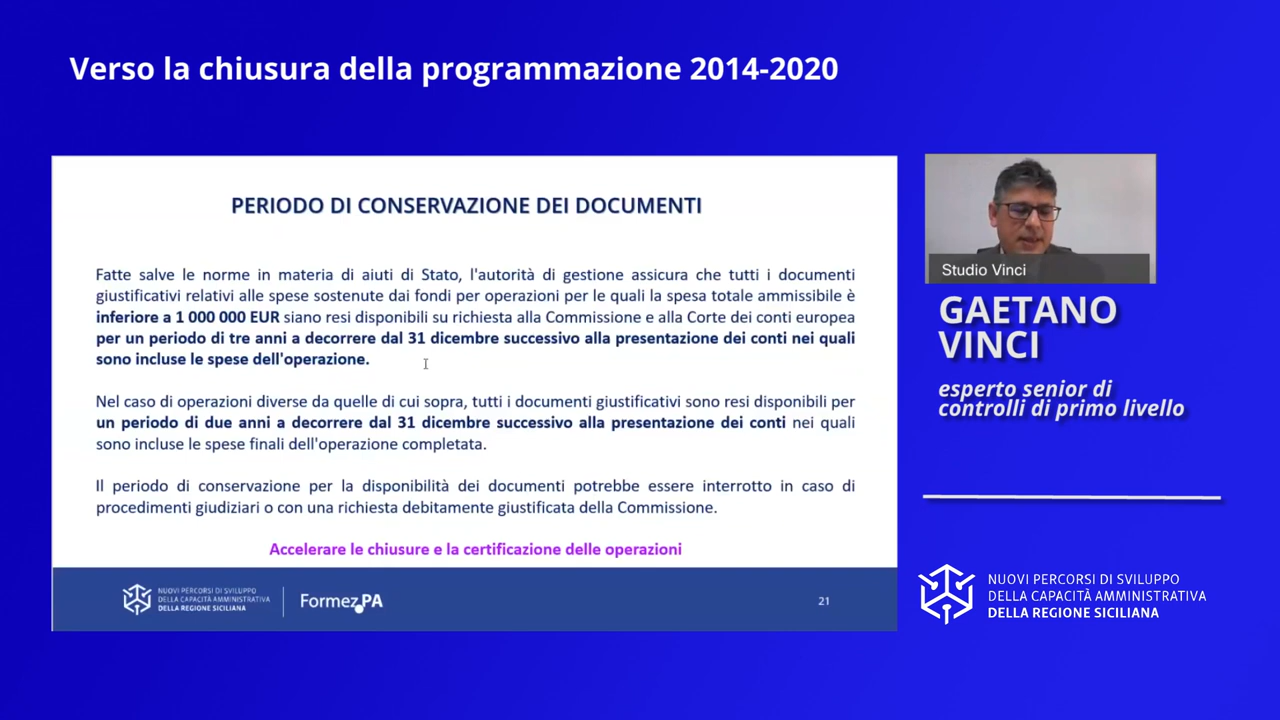 Verso la chiusura della programmazione 2014-2020
PERIODO DI CONSERVAZIONE DEI DOCUMENTI
Fatte salve le norme in materia di aiuti di Stato, l'autorità di gestione assicura che tutti i documenti
giustificativi relativi alle spese sostenute dai fondi per operazioni per le quali la spesa totale ammissibile è
inferiore a 1 000 000 EUR siano resi disponibili su richiesta alla Commissione e alla Corte dei conti europea
per un periodo di tre anni a decorrere dal 31 dicembre successivo alla presentazione dei conti nei quali
sono incluse le spese dell'operazione.
Nel caso di operazioni diverse da quelle di cui sopra, tutti i documenti giustificativi sono resi disponibili per
un periodo di due anni a decorrere dal 31 dicembre successivo alla presentazione dei conti nei quali
sono incluse le spese finali dell'operazione completata.
Il periodo di conservazione per la disponibilità dei documenti potrebbe essere interrotto in caso di
procedimenti giudiziari o con una richiesta debitamente giustificata della Commissione.
Accelerare le chiusure e la certificazione delle operazioni
NUOVI PERCORSI DI SVILUPPO
DELLA CAPACITÀ AMMINISTRATIVA
DELLA REGIONE SICILIANA
Formez PA
21
Studio Vinci
GAETANO
VINCI
esperto senior di
controlli di primo livello
NUOVI PERCORSI DI SVILUPPO
DELLA CAPACITÀ AMMINISTRATIVA
DELLA REGIONE SICILIANA